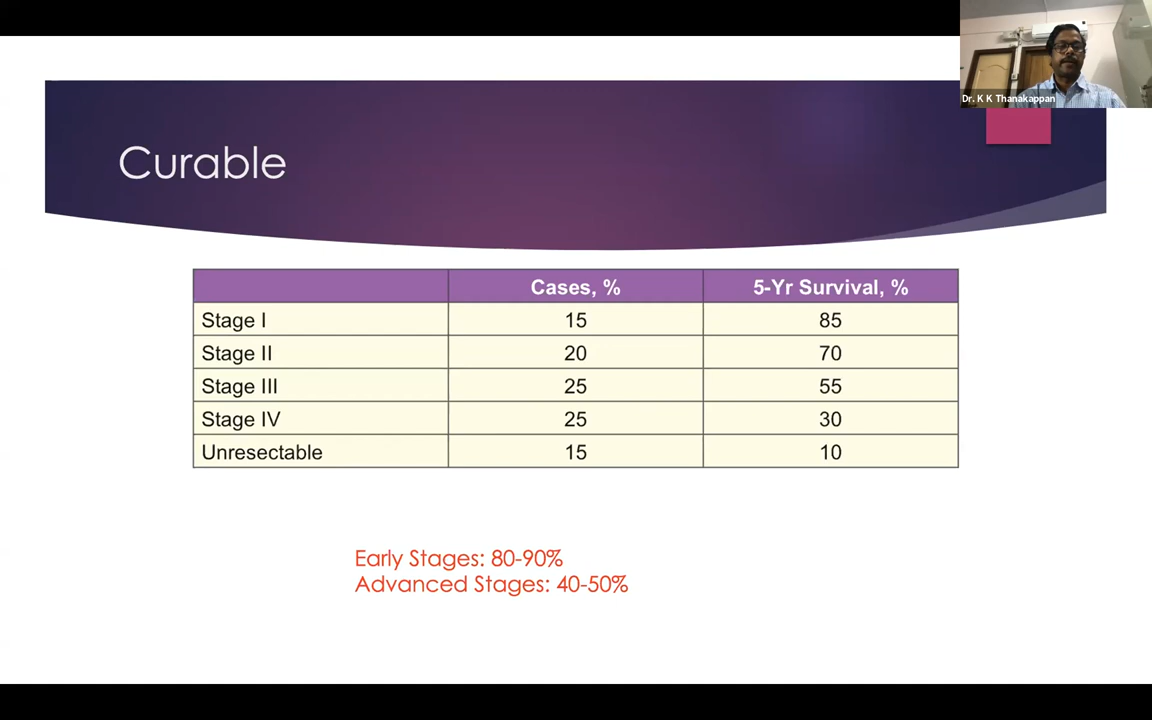 Dr. K K Thanakappan
Curable
Cases, % 5-Yr Survival, %
Stage I 15 85
Stage II 20 70
Stage III 25 55
Stage IV 25 30
Unresectable 15 10
Early Stages: 80-90%
Advanced Stages: 40-50%